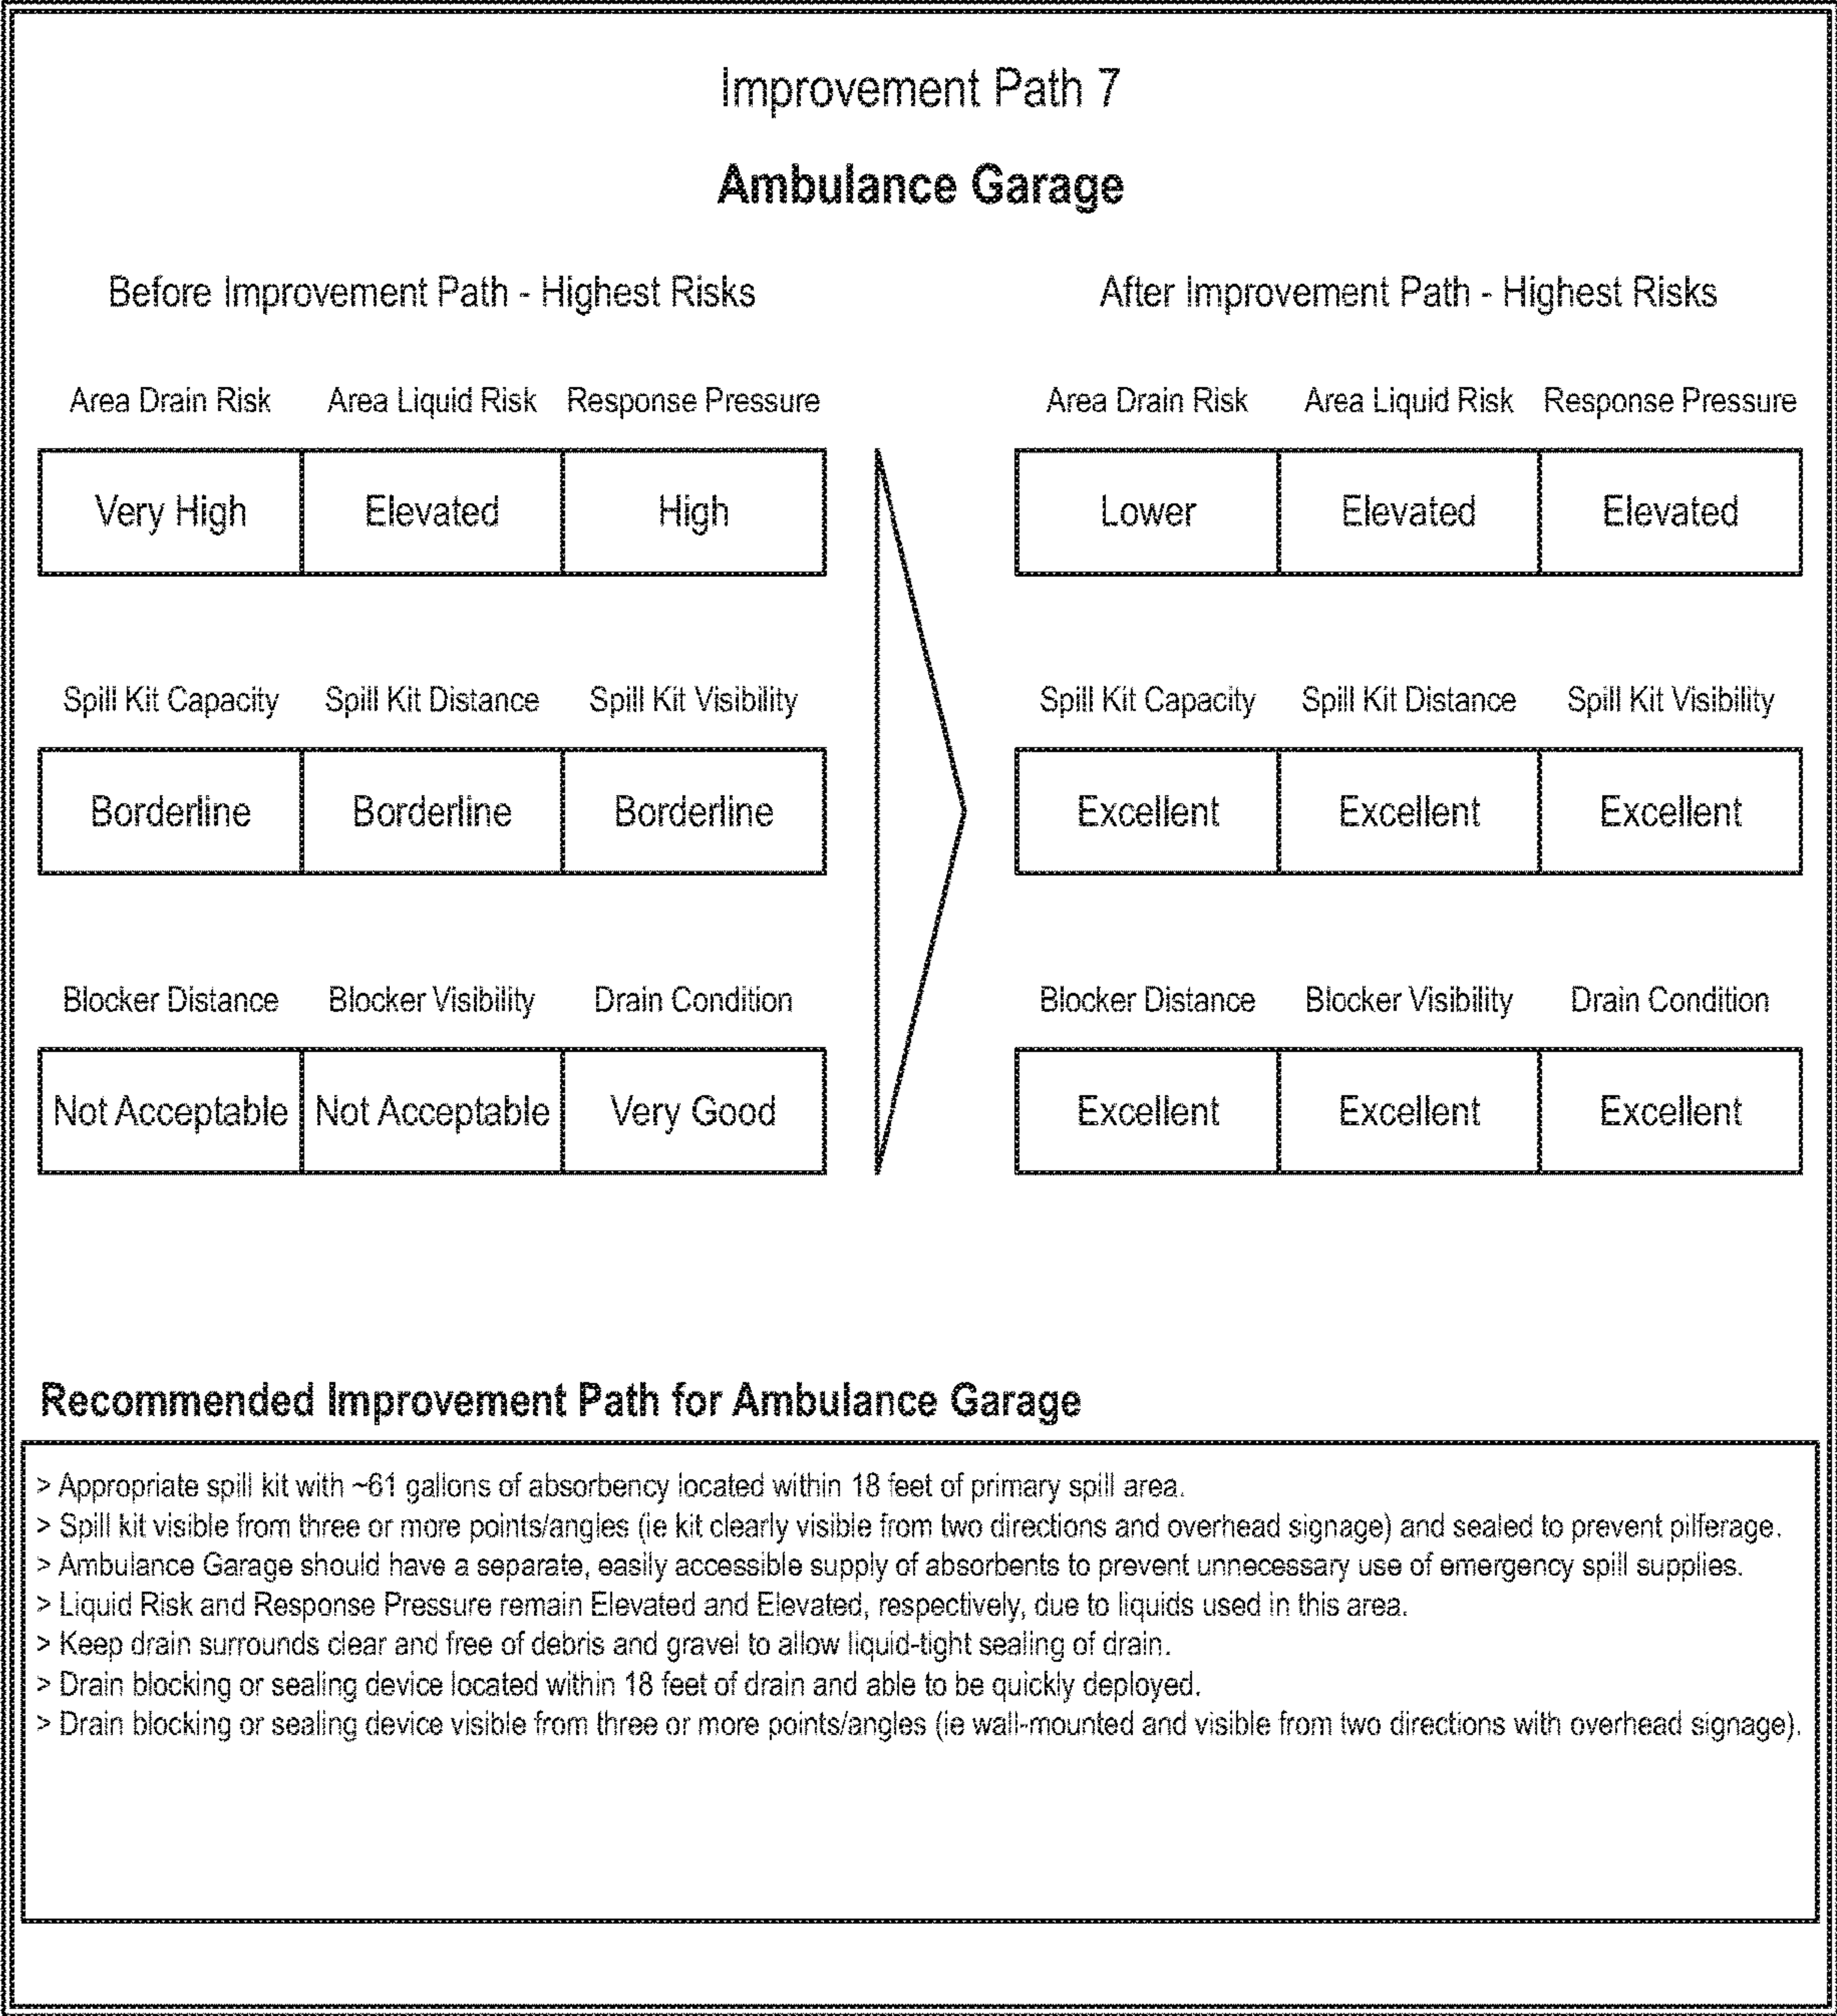 Improvement Path 7
Ambulance Garage
Before Improvement Path - Highest Risks
After Improvement Path - Highest Risks
Area Drain Risk Area Liquid Risk Response Pressure
Area Drain Risk Area Liquid Risk Response Pressure
Very High Elevated High
Lower Elevated Elevated
Spill Kit Capacity Spill Kit Distance Spill Kit Visibility
Spill Kit Capacity Spill Kit Distance Spill Kit Visibility
Borderline Borderline Borderline
Excellent Excellent Excellent
Blocker Distance Blocker Visibility Drain Condition
Blocker Distance Blocker Visibility Drain Condition
Not Acceptable Not Acceptable Very Good
Excellent Excellent Excellent
Recommended Improvement Path for Ambulance Garage
> Appropriate spill kit with ~61 gallons of absorbency located within 18 feet of primary spill area.
> Spill kit visible from three or more points/angles (ie kit clearly visible from two directions and overhead signage) and sealed to prevent pilferage.
> Ambulance Garage should have a separate, easily accessible supply of absorbents to prevent unnecessary use of emergency spill supplies.
> Liquid Risk and Response Pressure remain Elevated and Elevated, respectively, due to liquids used in this area.
> Keep drain surrounds clear and free of debris and gravel to allow liquid-tight sealing of drain.
> Drain blocking or sealing device located within 18 feet of drain and able to be quickly deployed.
> Drain blocking or sealing device visible from three or more points/angles (ie wall-mounted and visible from two directions with overhead signage).